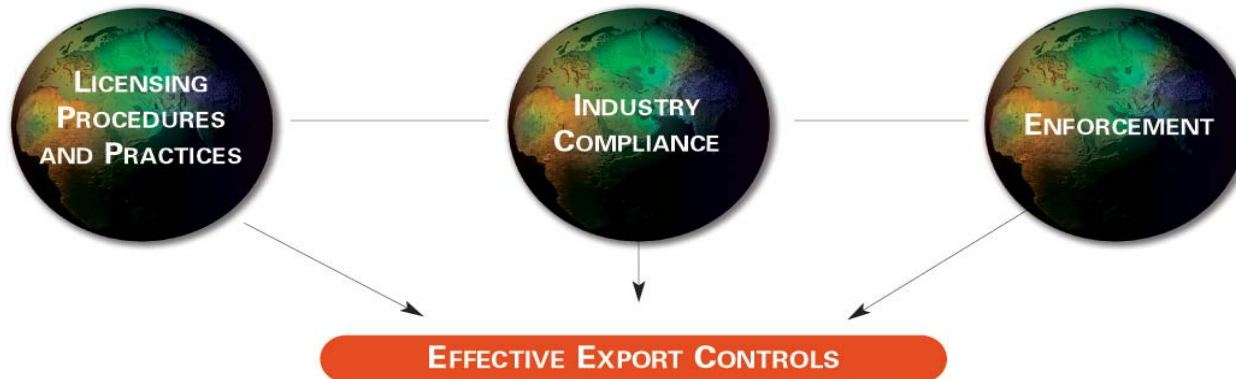 LICENSING
PROCEDURES
AND PRACTICES
INDUSTRY
COMPLIANCE
ENFORCEMENT
EFFECTIVE EXPORT CONTROLS